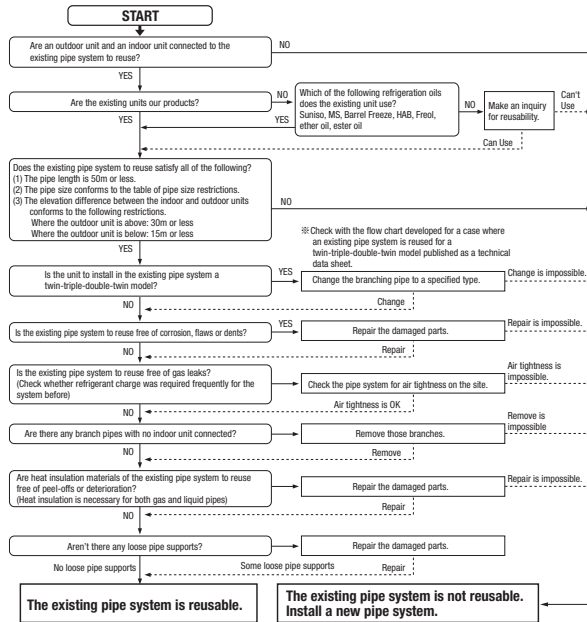 START
Are an outdoor unit and an indoor unit connected to the
existing pipe system to reuse?
NO
YES
Are the existing units our products?
NO
Which of the following refrigeration oils
does the existing unit use?
Suniso, MS, Barrel Freeze, HAB, Freol,
ether oil, ester oil
NO
Make an inquiry
for reusability.
Can't
Use
YES
YES
Can Use
Does the existing pipe system to reuse satisfy all of the following?
(1) The pipe length is 50m or less.
(2) The pipe size conforms to the table of pipe size restrictions.
(3) The elevation difference between the indoor and outdoor units
conforms to the following restrictions.
Where the outdoor unit is above: 30m or less
Where the outdoor unit is below: 15m or less
NO
YES
※Check with the flow chart developed for a case where
an existing pipe system is reused for a
twin-triple-double-twin model published as a technical
data sheet.
Is the unit to install in the existing pipe system a
twin-triple-double-twin model?
YES
Change the branching pipe to a specified type.
Change is impossible.
NO
Change
Is the existing pipe system to reuse free of corrosion, flaws or dents?
YES
Repair the damaged parts.
Repair is impossible.
NO
Repair
Is the existing pipe system to reuse free of gas leaks?
(Check whether refrigerant charge was required frequently for the
system before)
Check the pipe system for air tightness on the site.
Air tightness is
impossible.
NO
Air tightness is OK
Are there any branch pipes with no indoor unit connected?
Remove those branches.
Remove is
impossible
NO
Remove
Are heat insulation materials of the existing pipe system to reuse
free of peel-offs or deterioration?
(Heat insulation is necessary for both gas and liquid pipes)
Repair the damaged parts.
Repair is impossible.
NO
Repair
Aren't there any loose pipe supports?
Repair the damaged parts.
No loose pipe supports
Some loose pipe supports
Repair
The existing pipe system is reusable.
The existing pipe system is not reusable.
Install a new pipe system.